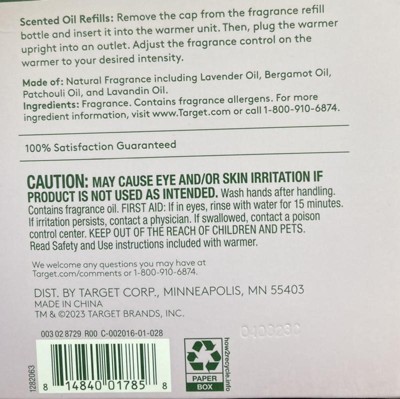 Scented Oil Refills: Remove the cap from the fragrance refill
bottle and insert it into the warmer unit. Then, plug the warmer
upright into an outlet. Adjust the fragrance control on the
warmer to your desired intensity.
Made of: Natural Fragrance including Lavender Oil, Bergamot Oil,
Patchouli Oil, and Lavandin Oil.
Ingredients: Fragrance. Contains fragrance allergens. For more
ingredient information, visit www.Target.com or call 1-800-910-6874.
100% Satisfaction Guaranteed
CAUTION: MAY CAUSE EYE AND/OR SKIN IRRITATION IF
PRODUCT IS NOT USED AS INTENDED. Wash hands after handling.
Contains fragrance oil. FIRST AID: If in eyes, rinse with water for 15 minutes.
If irritation persists, contact a physician. If swallowed, contact a poison
control center. KEEP OUT OF THE REACH OF CHILDREN AND PETS.
Read Safety and Use instructions included with warmer.
We welcome any questions you may have at
Target.com/comments or 1-800-910-6874.
DIST. BY TARGET CORP., MINNEAPOLIS, MN 55403
MADE IN CHINA
TM & ©2023 TARGET BRANDS, INC.
003 02 8729 R00 C-002016-01-028
1282063
8 14840 01785 8
PAPER
BOX
how2recycle.info